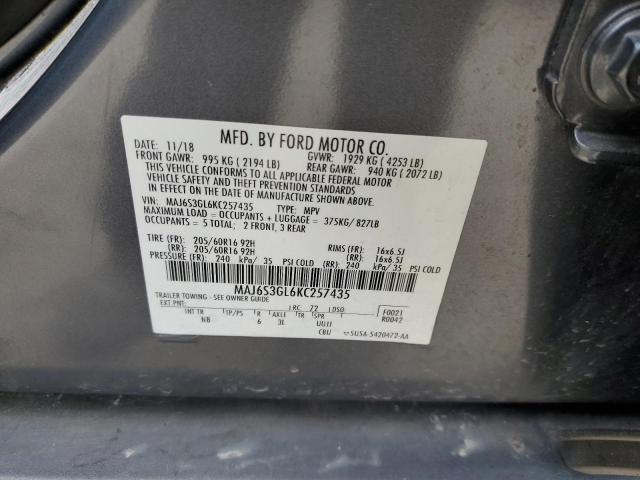 MFD. BY FORD MOTOR CO.
DATE: 11/18
FRONT GAWR: 995 KG ( 2194 LB)
GVWR: 1929 KG ( 4253 LB)
REAR GAWR: 940 KG ( 2072 LB)
THIS VEHICLE CONFORMS TO ALL APPLICABLE FEDERAL MOTOR
VEHICLE SAFETY AND THEFT PREVENTION STANDARDS
IN EFFECT ON THE DATE OF MANUFACTURE SHOWN ABOVE.
VIN: MAJ6S3GL6KC257435 TYPE: MPV
MAXIMUM LOAD = OCCUPANTS + LUGGAGE = 375KG/ 827LB
OCCUPANTS = 5 TOTAL; 2 FRONT, 3 REAR
TIRE (FR): 205/60R16 92H RIMS (FR): 16x6.5J
(RR): 205/60R16 92H (RR): 16x6.5J
PRESSURE (FR): 240 kPa/ 35 PSI COLD (RR): 240 kPa/ 35 PSI COLD
MAJ6S3GL6KC257435
TRAILER TOWING - SEE OWNER GUIDE
EXT PNT: RC: 72 DSO: F0021
R0042
INT TR TP/PS R AXLE TR SPR
NB 6 3L UUJJ
CBU 5USA-5420472-AA